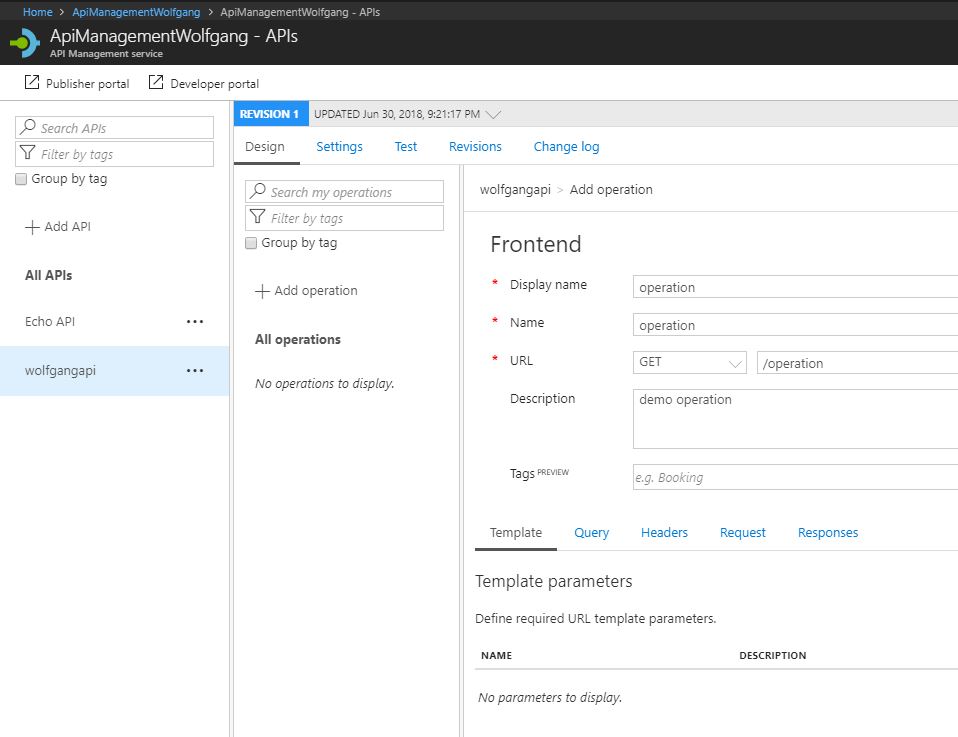 Home > ApiManagementWolfgang > ApiManagementWolfgang - APIs
ApiManagementWolfgang - APIs
API Management service
Publisher portal
Developer portal
Search APIs
Filter by tags
Group by tag
Add API
All APIs
Echo API
wolfgangapi
REVISION 1
UPDATED Jun 30, 2018, 9:21:17 PM
Design
Settings
Test
Revisions
Change log
Search my operations
Filter by tags
Group by tag
Add operation
All operations
No operations to display.
wolfgangapi > Add operation
Frontend
* Display name
operation
* Name
operation
* URL
GET
/operation
Description
demo operation
Tags PREVIEW
e.g. Booking
Template
Query
Headers
Request
Responses
Template parameters
Define required URL template parameters.
NAME
DESCRIPTION
No parameters to display.